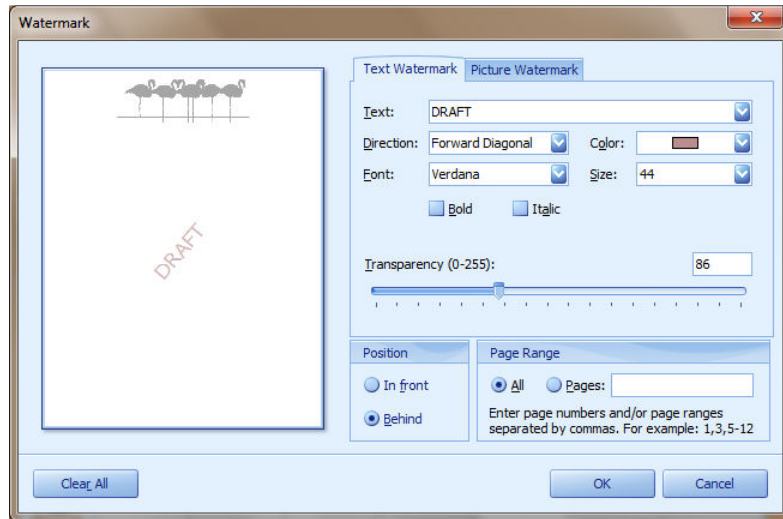 Watermark
Text Watermark Picture Watermark
Text: DRAFT
Direction: Forward Diagonal Color:
Font: Verdana Size: 44
Bold Italic
Transparency (0-255): 86
DRAFT
Position
In front
Behind
Page Range
All Pages:
Enter page numbers and/or page ranges
separated by commas. For example: 1,3,5-12
Clear All OK Cancel